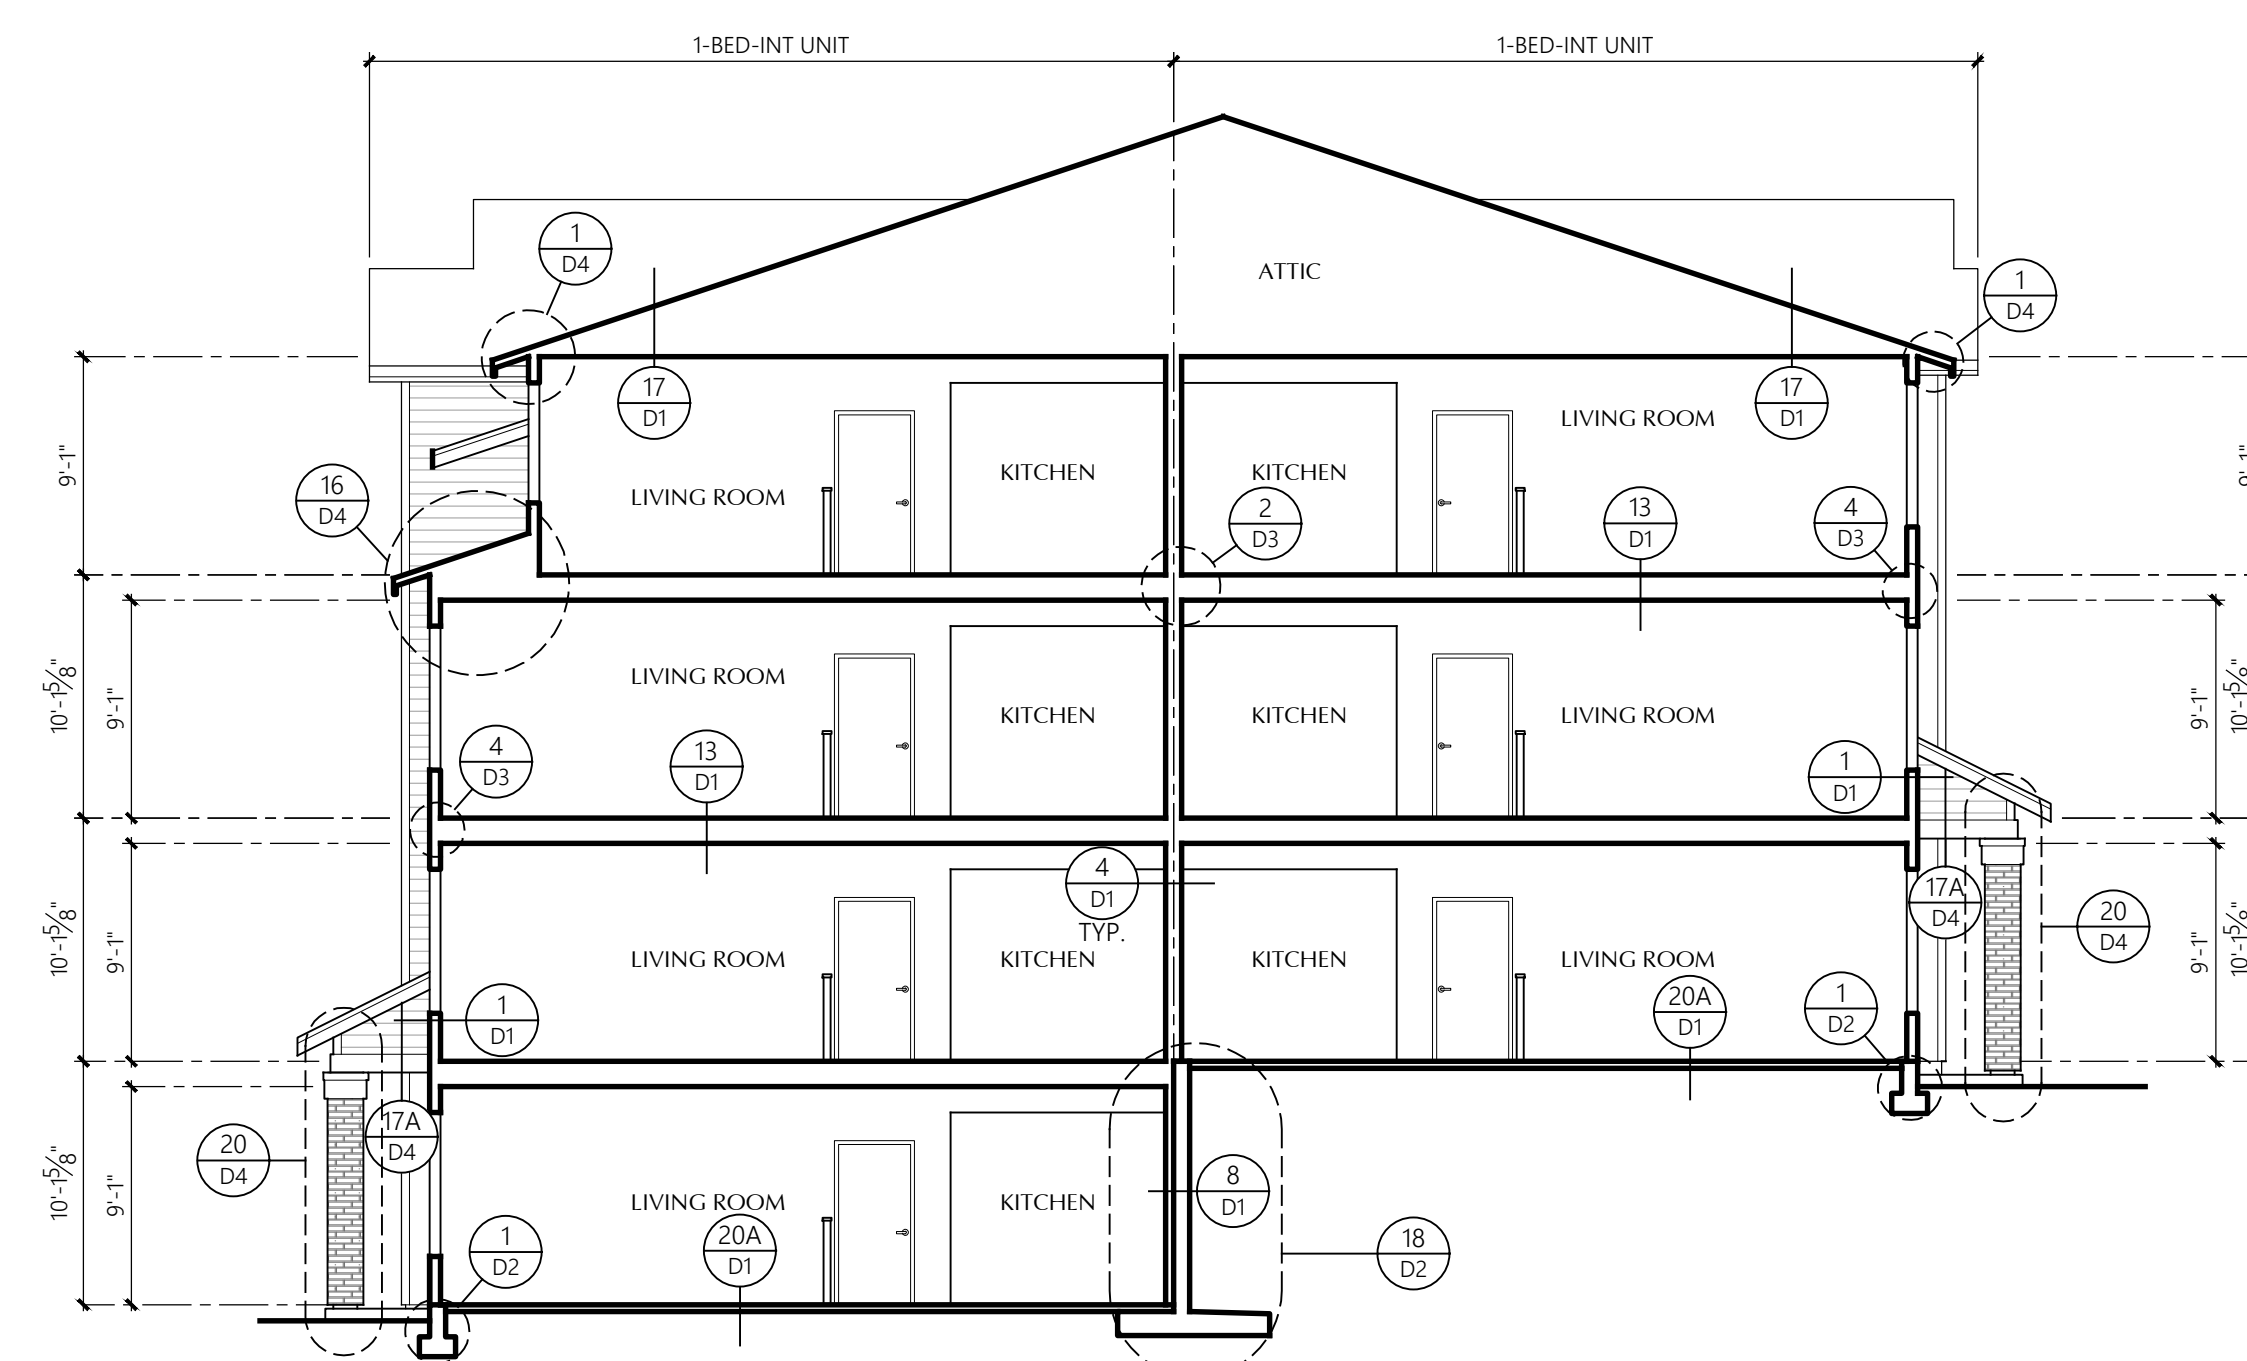 1-BED-INT UNIT
1-BED-INT UNIT
1
D4
ATTIC
1
D4
17
D1
17
D1
LIVING ROOM
9'-1"
9'-1"
KITCHEN
KITCHEN
16
D4
LIVING ROOM
2
D3
13
D1
4
D3
LIVING ROOM
10'-1⅝"
9'-1"
KITCHEN
KITCHEN
LIVING ROOM
9'-1"
10'-1⅝"
4
D3
13
D1
1
D1
4
D1
TYP.
17A
D4
20
D4
10'-1⅝"
9'-1"
LIVING ROOM
KITCHEN
KITCHEN
LIVING ROOM
9'-1"
10'-1⅝"
1
D1
20A
D1
1
D2
17A
D4
20
D4
10'-1⅝"
9'-1"
LIVING ROOM
KITCHEN
8
D1
1
D2
20A
D1
18
D2